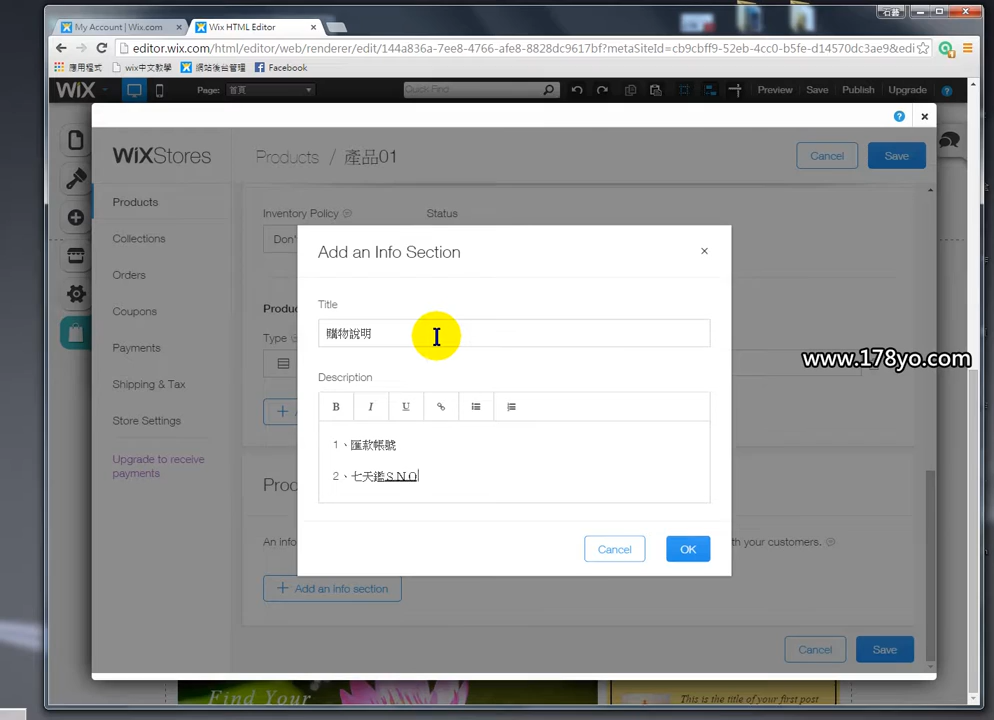 石器
My Account | Wix.com
Wix HTML Editor
editor.wix.com/html/editor/web/renderer/edit/144a836a-7ee8-4766-afe8-8828dc9617bf?metaSiteId=cb9cbff9-52eb-4cc0-b5fe-d14570dc3ae9&edi
應用程式 wix中文教學 網站後台管理 Facebook
WiX Page: 首頁 Quick Find Preview Save Publish Upgrade
WiXStores
Products / 產品01
Cancel Save
Products
Collections
Orders
Coupons
Payments
Shipping & Tax
Store Settings
Upgrade to receive
payments
Inventory Policy Status
Don't
Produc
Type
Add an Info Section
Title
購物說明
www.178yo.com
Description
B I U
1、匯款帳號
2、七天鑑ＳＮＯ
Cancel OK
Prod
An info
with your customers.
Add an info section
Cancel Save
Find Your
This is the title of your first post